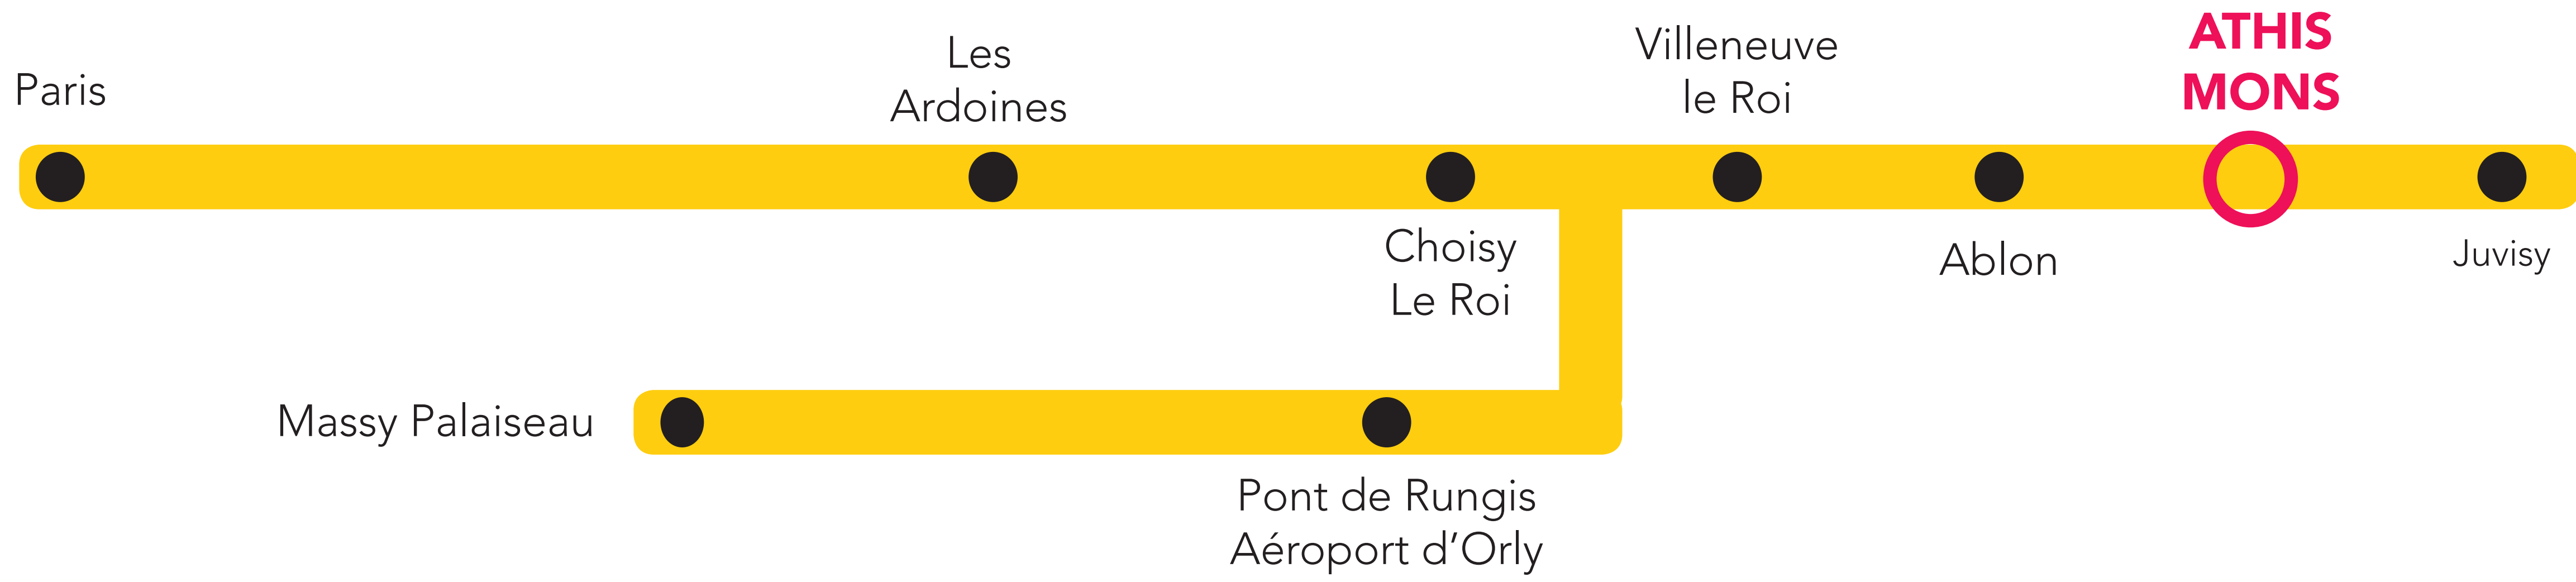 Paris
Les
Ardoines
Villeneuve
le Roi
ATHIS
MONS
Choisy
Le Roi
Ablon
Juvisy
Massy Palaiseau
Pont de Rungis
Aéroport d’Orly